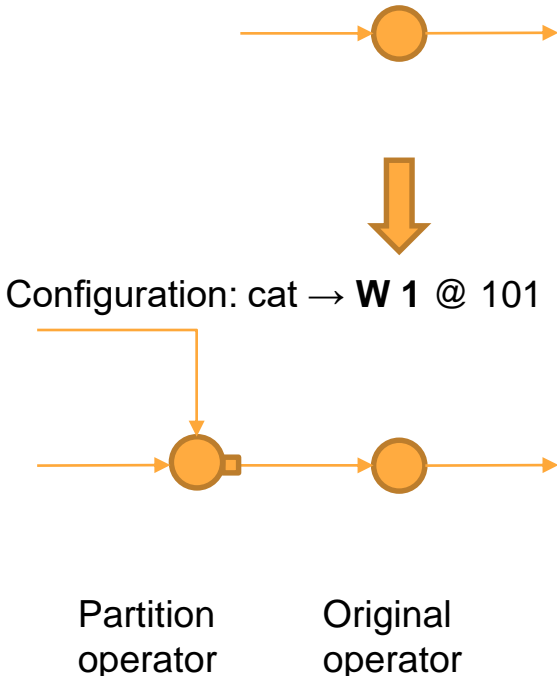 Configuration: cat → W 1 @ 101
Partition
operator
Original
operator